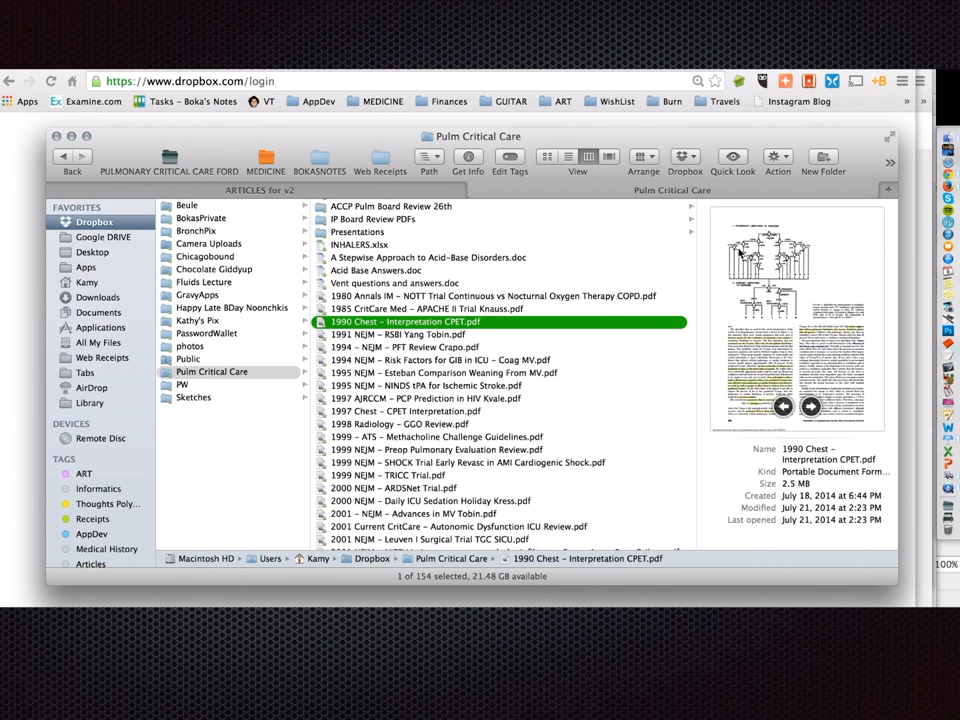 https://www.dropbox.com/login
Apps Examine.com Tasks - Boka's Notes VT AppDev MEDICINE Finances GUITAR ART WishList Burn Travels Instagram Blog » »
Pulm Critical Care
Back PULMONARY CRITICAL CARE FORD MEDICINE BOKASNOTES Web Receipts Path Get Info Edit Tags View Arrange Dropbox Quick Look Action New Folder »
ARTICLES for v2 Pulm Critical Care +
FAVORITES
Dropbox
Google DRIVE
Desktop
Apps
Kamy
Downloads
Documents
Applications
All My Files
Web Receipts
Tabs
AirDrop
Library
DEVICES
Remote Disc
TAGS
ART
Informatics
Thoughts Poly...
Receipts
AppDev
Medical History
Articles
Beule
BokasPrivate
BronchPix
Camera Uploads
Chicagobound
Chocolate Giddyup
Fluids Lecture
GravyApps
Happy Late BDay Noonchkis
Kathy's Pix
PasswordWallet
photos
Public
Pulm Critical Care
PW
Sketches
ACCP Pulm Board Review 26th
IP Board Review PDFs
Presentations
INHALERS.xlsx
A Stepwise Approach to Acid-Base Disorders.doc
Acid Base Answers.doc
Vent questions and answers.doc
1980 Annals IM - NOTT Trial Continuous vs Nocturnal Oxygen Therapy COPD.pdf
1985 CritCare Med - APACHE II Trial Knauss.pdf
1990 Chest - Interpretation CPET.pdf
1991 NEJM - RSBI Yang Tobin.pdf
1994 - NEJM - PFT Review Crapo.pdf
1994 NEJM - Risk Factors for GIB in ICU - Coag MV.pdf
1995 NEJM - Esteban Comparison Weaning From MV.pdf
1995 NEJM - NINDS tPA for Ischemic Stroke.pdf
1997 AJRCCM - PCP Prediction in HIV Kvale.pdf
1997 Chest - CPET Interpretation.pdf
1998 Radiology - GGO Review.pdf
1999 - ATS - Methacholine Challenge Guidelines.pdf
1999 NEJM - Preop Pulmonary Evaluation Review.pdf
1999 NEJM - SHOCK Trial Early Revasc in AMI Cardiogenic Shock.pdf
1999 NEJM - TRICC Trial.pdf
2000 NEJM - ARDSNet Trial.pdf
2000 NEJM - Daily ICU Sedation Holiday Kress.pdf
2001 - NEJM - Advances in MV Tobin.pdf
2001 Current CritCare - Autonomic Dysfunction ICU Review.pdf
2001 NEJM - Leuven I Surgical Trial TGC SICU.pdf
Name 1990 Chest -
Interpretation CPET.pdf
Kind Portable Document Form...
Size 2.5 MB
Created July 18, 2014 at 6:44 PM
Modified July 21, 2014 at 2:23 PM
Last opened July 21, 2014 at 2:23 PM
Macintosh HD Users Kamy Dropbox Pulm Critical Care 1990 Chest - Interpretation CPET.pdf
1 of 154 selected, 21.48 GB available
100%